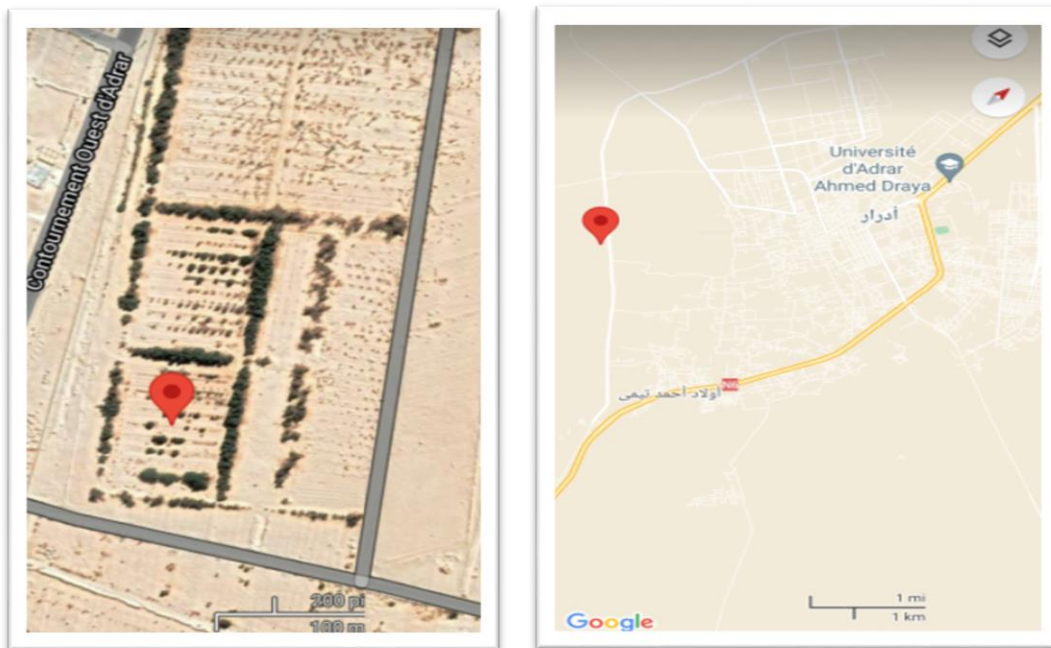 Contournement Ouest d'Adrar
200 pi
100 m
Université
d'Adrar
Ahmed Draya
أدرار
N6
أولاد أحمد تيمي
1 mi
1 km
Google